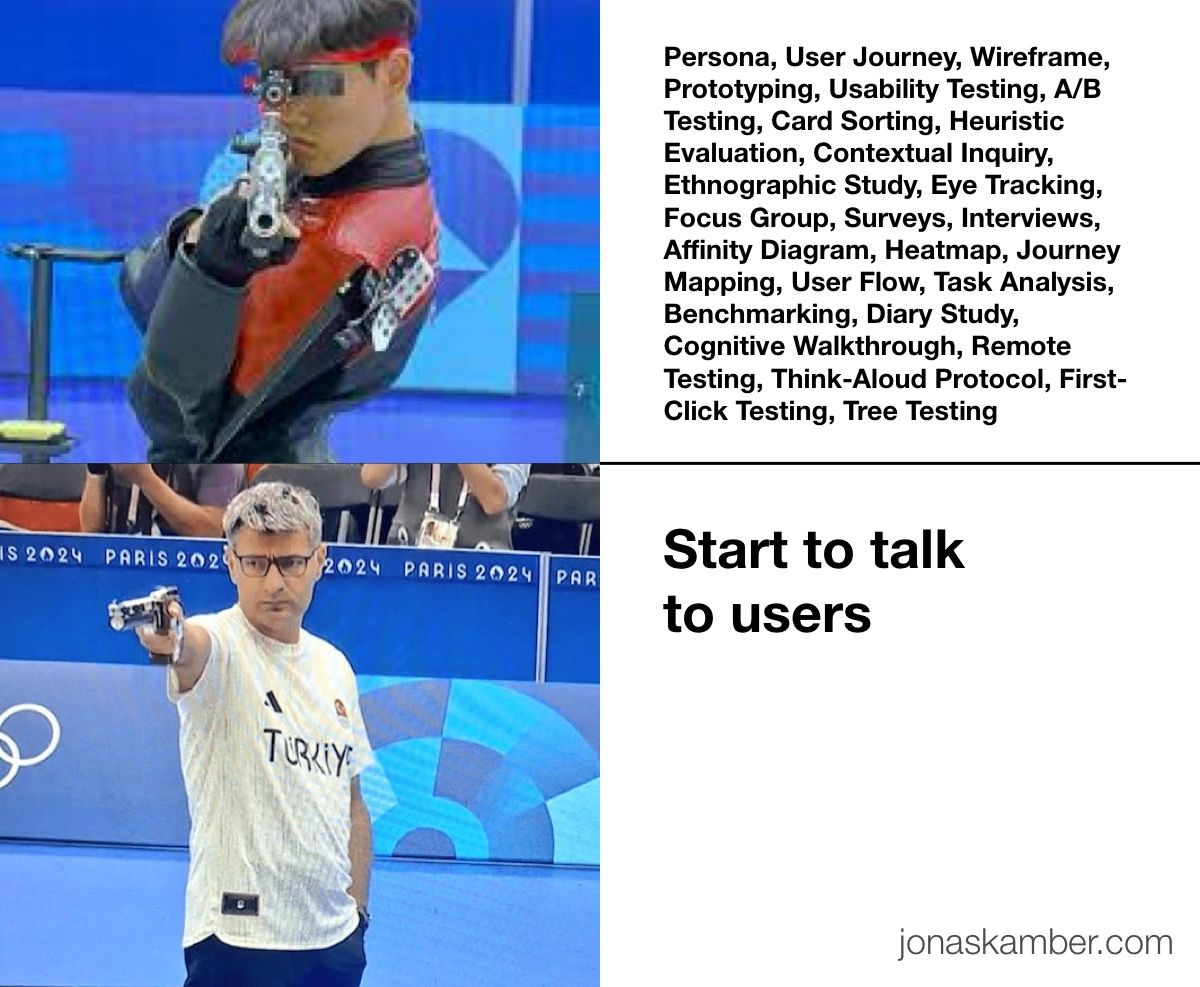 Persona, User Journey, Wireframe,
Prototyping, Usability Testing, A/B
Testing, Card Sorting, Heuristic
Evaluation, Contextual Inquiry,
Ethnographic Study, Eye Tracking,
Focus Group, Surveys, Interviews,
Affinity Diagram, Heatmap, Journey
Mapping, User Flow, Task Analysis,
Benchmarking, Diary Study,
Cognitive Walkthrough, Remote
Testing, Think-Aloud Protocol, First-
Click Testing, Tree Testing
IS 2024 PARIS 2024 2024 PARIS 2024 PAR
TÜRKİY
Start to talk
to users
jonaskamber.com